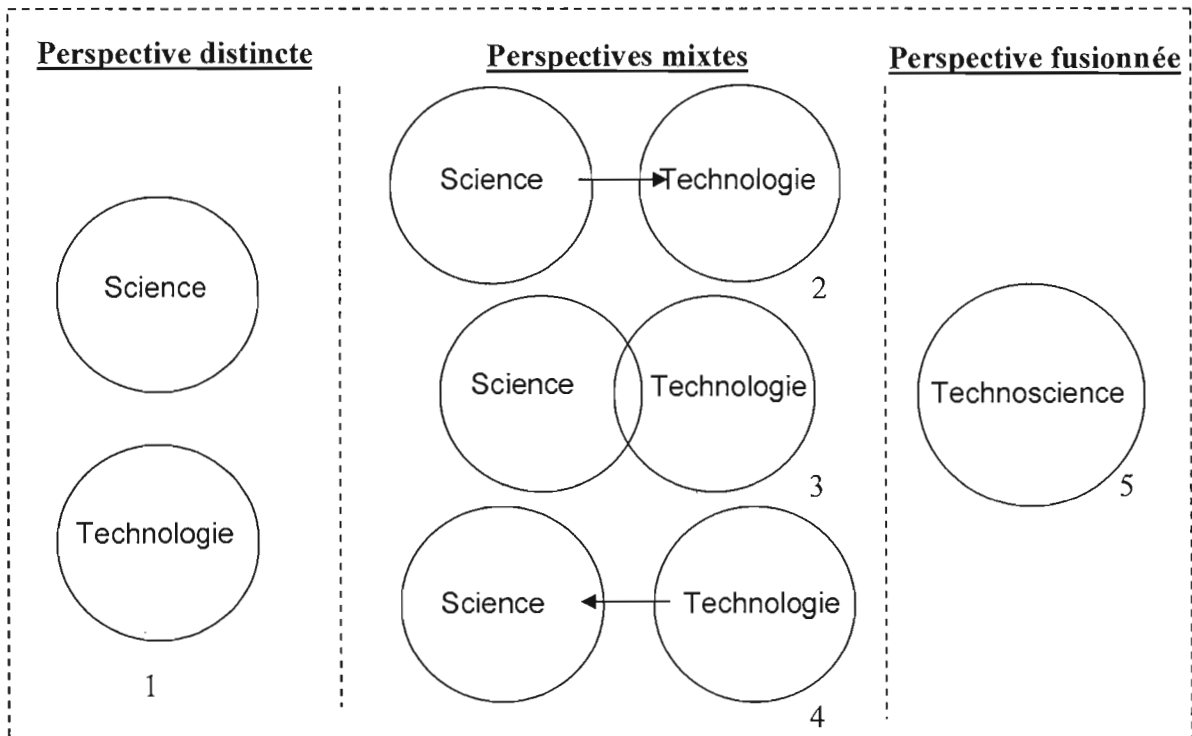 Perspective distincte
Science
Technologie
1
Perspectives mixtes
Science Technologie
2
Science Technologie
3
Science Technologie
4
Perspective fusionnée
Technoscience
5